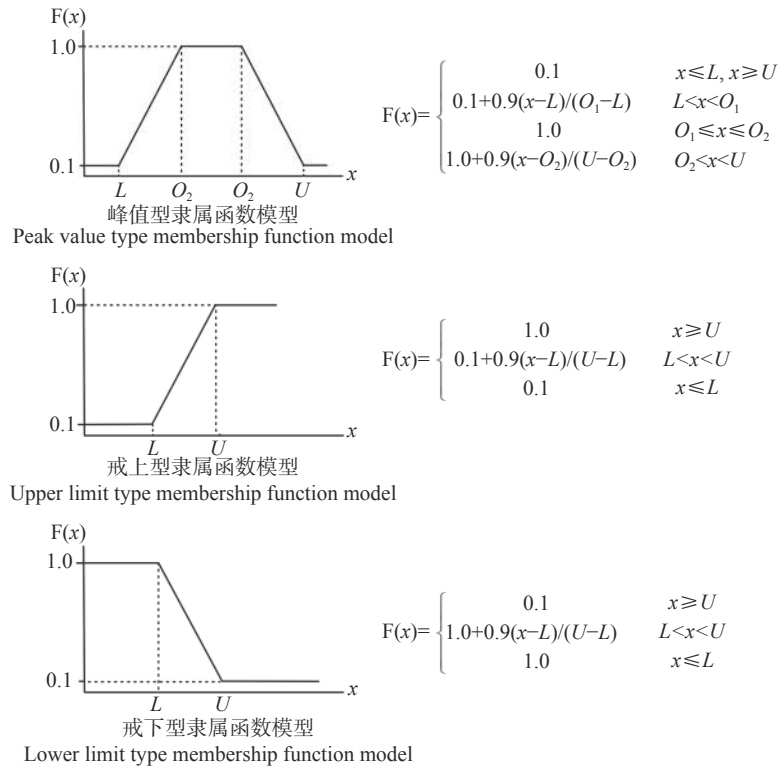 F(x)
1.0
0.1
L O₂ O₂ U x
峰值型隶属函数模型
Peak value type membership function model
F(x)=
0.1 x≤L, x≥U
0.1+0.9(x−L)/(O₁−L) L<x<O₁
1.0 O₁≤x≤O₂
1.0+0.9(x−O₂)/(U−O₂) O₂<x<U
F(x)
1.0
0.1
L U x
戒上型隶属函数模型
Upper limit type membership function model
F(x)=
1.0 x≥U
0.1+0.9(x−L)/(U−L) L<x<U
0.1 x≤L
F(x)
1.0
0.1
L U x
戒下型隶属函数模型
Lower limit type membership function model
F(x)=
0.1 x≥U
1.0+0.9(x−L)/(U−L) L<x<U
1.0 x≤L